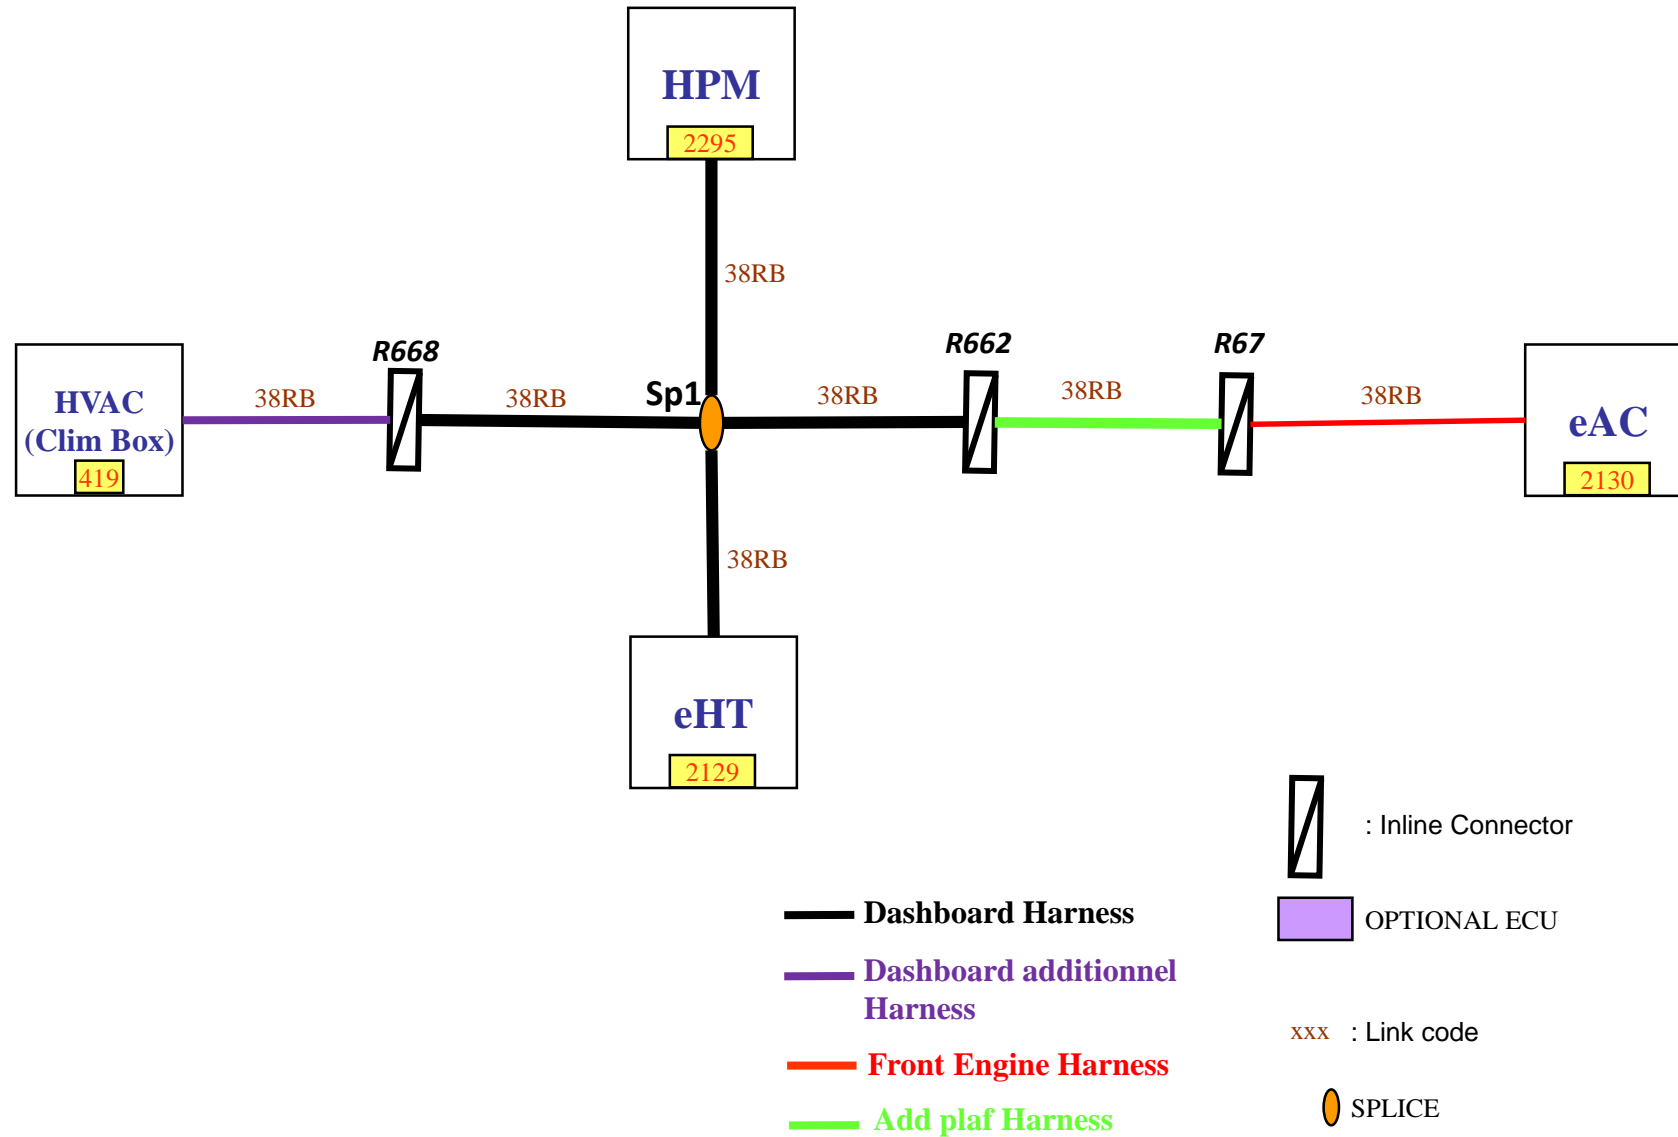 HPM
2295
38RB
R668
R662
R67
HVAC
(Clim Box)
419
38RB
38RB
Sp1
38RB
38RB
38RB
eAC
2130
38RB
eHT
2129
: Inline Connector
Dashboard Harness
OPTIONAL ECU
Dashboard additionnel
Harness
xxx : Link code
Front Engine Harness
SPLICE
Add plaf Harness